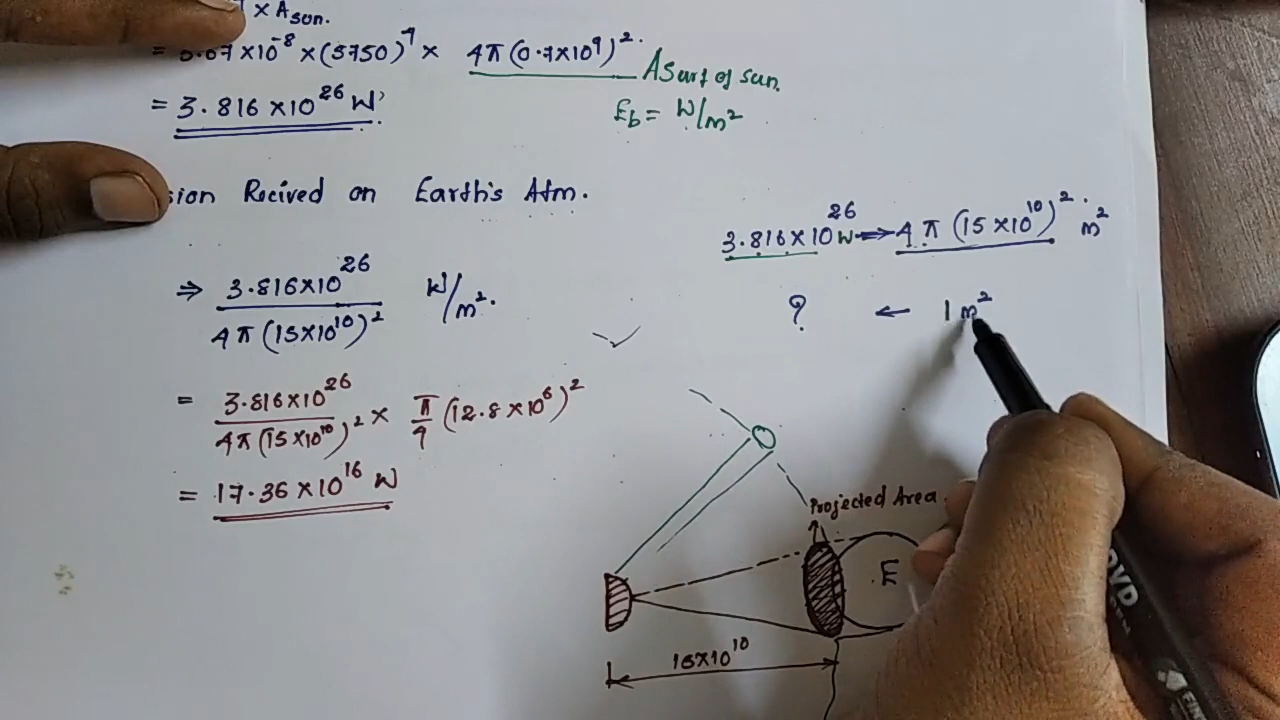 × A sun.
= 5.67×10⁻⁸ ×(5750)⁴ × 4π(0.7×10⁹)²
A Surf of sun.
= 3.816 ×10²⁶ W
E_b = W/m²
Recived on Earth's Atm.
3.816×10²⁶ W ⇒ 4π (15×10¹⁰)² m²
⇒ 3.816×10²⁶ / 4π(15×10¹⁰)² W/m².
? ← 1 m²
= 3.816×10²⁶ / 4π(15×10¹⁰)² × π/4 (12.8×10⁶)²
= 17.36×10¹⁶ W
Projected Area
E
15×10¹⁰